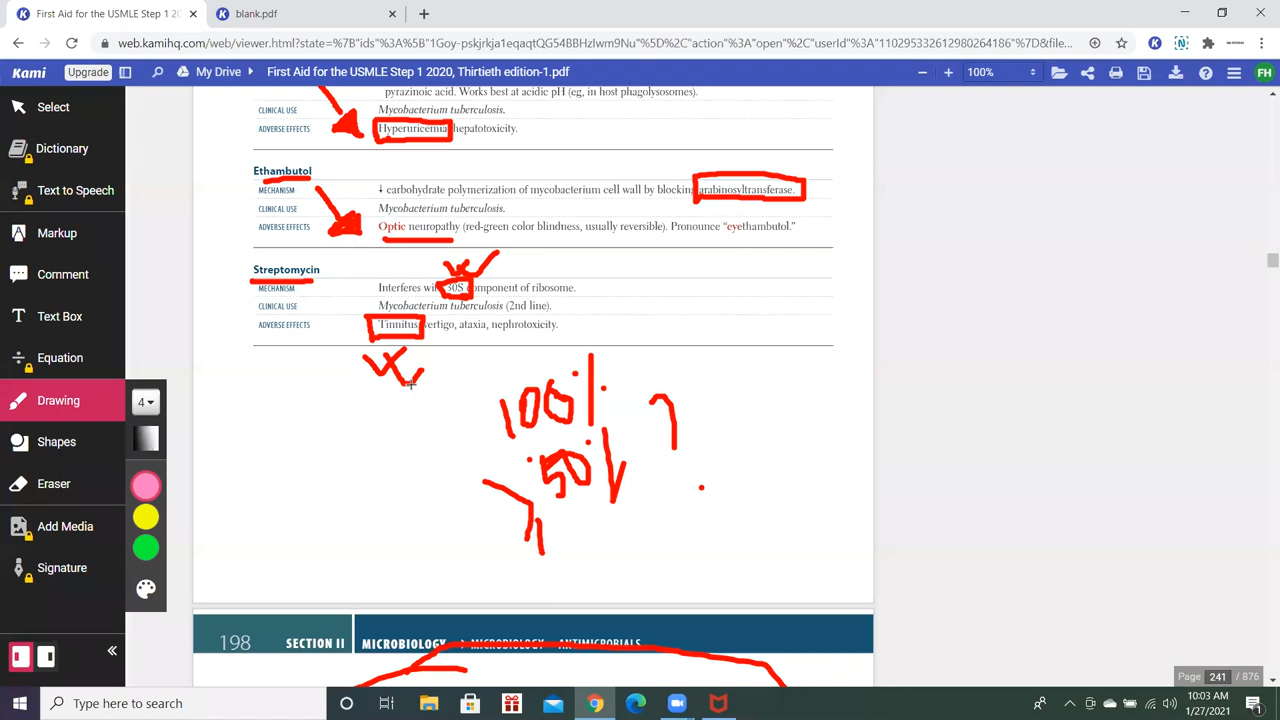 First Aid for the USMLE Step 1 20
blank.pdf
web.kamihq.com/web/viewer.html?state=%7B"ids"%3A%5B"1Goy-pskjrkja1eqaqtQG54BBHzlwm9Nu"%5D%2C"action"%3A"open"%2C"userId"%3A"110295332612980264186"%7D&file...
FH
Kami
Upgrade
My Drive
First Aid for the USMLE Step 1 2020, Thirtieth edition-1.pdf
100%
FH
Select
Dictionary
Markup
Comment
Text Box
Equation
Drawing
Shapes
Eraser
Add Media
Signature
4
pyrazinoic acid. Works best at acidic pH (eg, in host phagolysosomes).
CLINICAL USE Mycobacterium tuberculosis.
ADVERSE EFFECTS Hyperuricemia, hepatotoxicity.
Ethambutol
MECHANISM ↓ carbohydrate polymerization of mycobacterium cell wall by blocking arabinosyltransferase.
CLINICAL USE Mycobacterium tuberculosis.
ADVERSE EFFECTS Optic neuropathy (red-green color blindness, usually reversible). Pronounce “eyethambutol.”
Streptomycin
MECHANISM Interferes with 30S component of ribosome.
CLINICAL USE Mycobacterium tuberculosis (2nd line).
ADVERSE EFFECTS Tinnitus, vertigo, ataxia, nephrotoxicity.
100%
50
198 SECTION II MICROBIOLOGY MICROBIOLOGY—ANTIMICROBIALS
Page 241 / 876
Type here to search
10:03 AM
1/27/2021